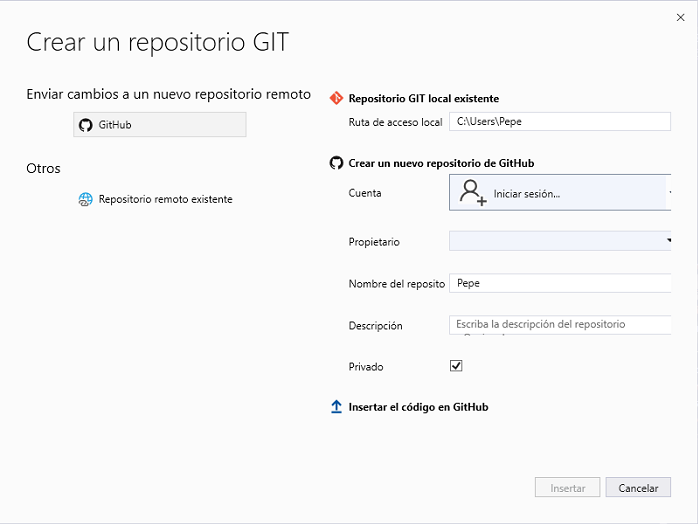 Crear un repositorio GIT
Enviar cambios a un nuevo repositorio remoto
GitHub
Otros
Repositorio remoto existente
Repositorio GIT local existente
Ruta de acceso local C:\Users\Pepe
Crear un nuevo repositorio de GitHub
Cuenta Iniciar sesión...
Propietario
Nombre del reposito Pepe
Descripción Escriba la descripción del repositorio
Privado
Insertar el código en GitHub
Insertar Cancelar